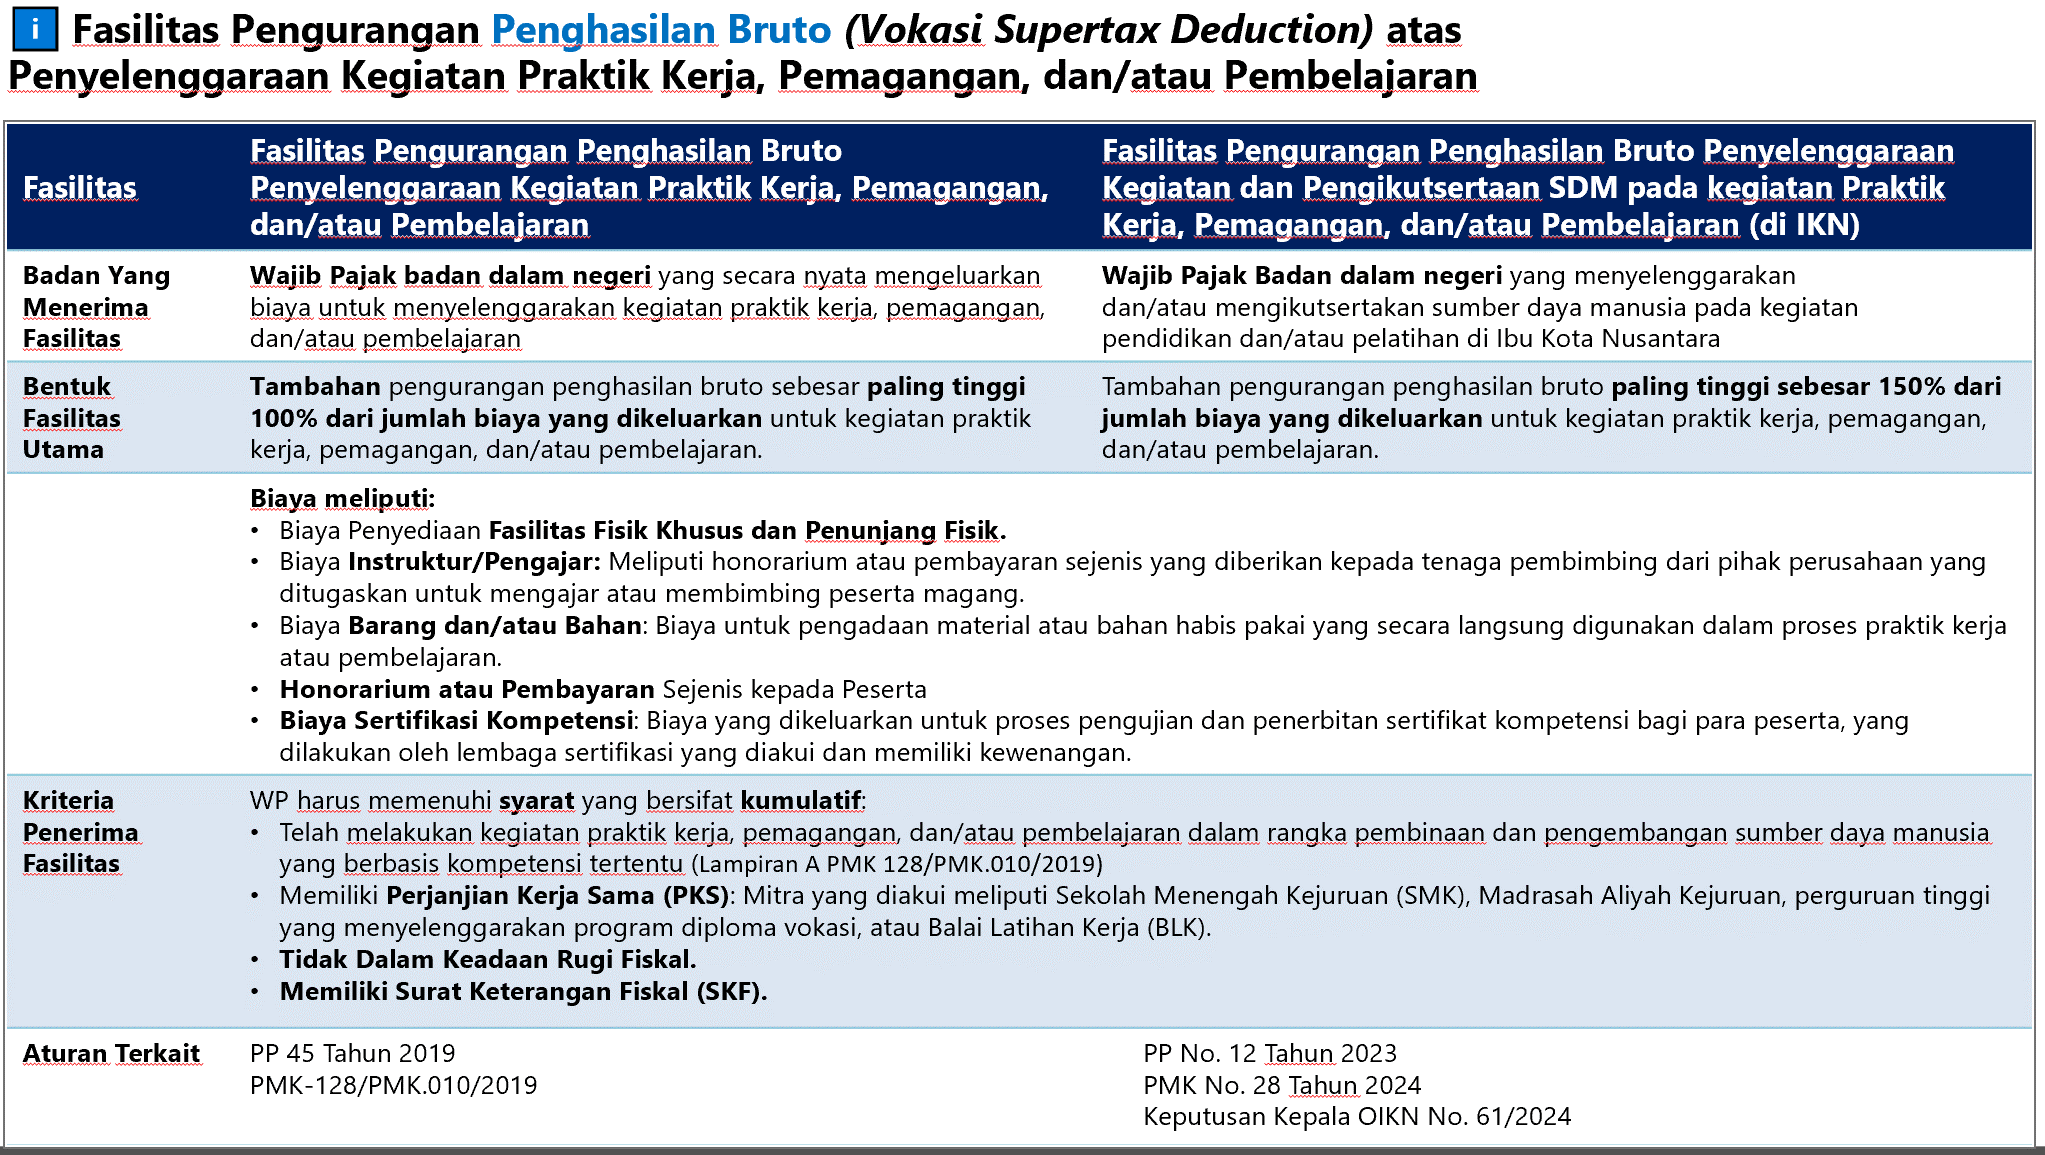 i Fasilitas Pengurangan Penghasilan Bruto (Vokasi Supertax Deduction) atas
Penyelenggaraan Kegiatan Praktik Kerja, Pemagangan, dan/atau Pembelajaran
Fasilitas
Fasilitas Pengurangan Penghasilan Bruto
Penyelenggaraan Kegiatan Praktik Kerja, Pemagangan,
dan/atau Pembelajaran
Fasilitas Pengurangan Penghasilan Bruto Penyelenggaraan
Kegiatan dan Pengikutsertaan SDM pada kegiatan Praktik
Kerja, Pemagangan, dan/atau Pembelajaran (di IKN)
Badan Yang
Menerima
Fasilitas
Wajib Pajak badan dalam negeri yang secara nyata mengeluarkan
biaya untuk menyelenggarakan kegiatan praktik kerja, pemagangan,
dan/atau pembelajaran
Wajib Pajak Badan dalam negeri yang menyelenggarakan
dan/atau mengikutsertakan sumber daya manusia pada kegiatan
pendidikan dan/atau pelatihan di Ibu Kota Nusantara
Bentuk
Fasilitas
Utama
Tambahan pengurangan penghasilan bruto sebesar paling tinggi
100% dari jumlah biaya yang dikeluarkan untuk kegiatan praktik
kerja, pemagangan, dan/atau pembelajaran.
Tambahan pengurangan penghasilan bruto paling tinggi sebesar 150% dari
jumlah biaya yang dikeluarkan untuk kegiatan praktik kerja, pemagangan,
dan/atau pembelajaran.
Biaya meliputi:
• Biaya Penyediaan Fasilitas Fisik Khusus dan Penunjang Fisik.
• Biaya Instruktur/Pengajar: Meliputi honorarium atau pembayaran sejenis yang diberikan kepada tenaga pembimbing dari pihak perusahaan yang
ditugaskan untuk mengajar atau membimbing peserta magang.
• Biaya Barang dan/atau Bahan: Biaya untuk pengadaan material atau bahan habis pakai yang secara langsung digunakan dalam proses praktik kerja
atau pembelajaran.
• Honorarium atau Pembayaran Sejenis kepada Peserta
• Biaya Sertifikasi Kompetensi: Biaya yang dikeluarkan untuk proses pengujian dan penerbitan sertifikat kompetensi bagi para peserta, yang
dilakukan oleh lembaga sertifikasi yang diakui dan memiliki kewenangan.
Kriteria
Penerima
Fasilitas
WP harus memenuhi syarat yang bersifat kumulatif:
• Telah melakukan kegiatan praktik kerja, pemagangan, dan/atau pembelajaran dalam rangka pembinaan dan pengembangan sumber daya manusia
yang berbasis kompetensi tertentu (Lampiran A PMK 128/PMK.010/2019)
• Memiliki Perjanjian Kerja Sama (PKS): Mitra yang diakui meliputi Sekolah Menengah Kejuruan (SMK), Madrasah Aliyah Kejuruan, perguruan tinggi
yang menyelenggarakan program diploma vokasi, atau Balai Latihan Kerja (BLK).
• Tidak Dalam Keadaan Rugi Fiskal.
• Memiliki Surat Keterangan Fiskal (SKF).
Aturan Terkait
PP 45 Tahun 2019
PMK-128/PMK.010/2019
PP No. 12 Tahun 2023
PMK No. 28 Tahun 2024
Keputusan Kepala OIKN No. 61/2024